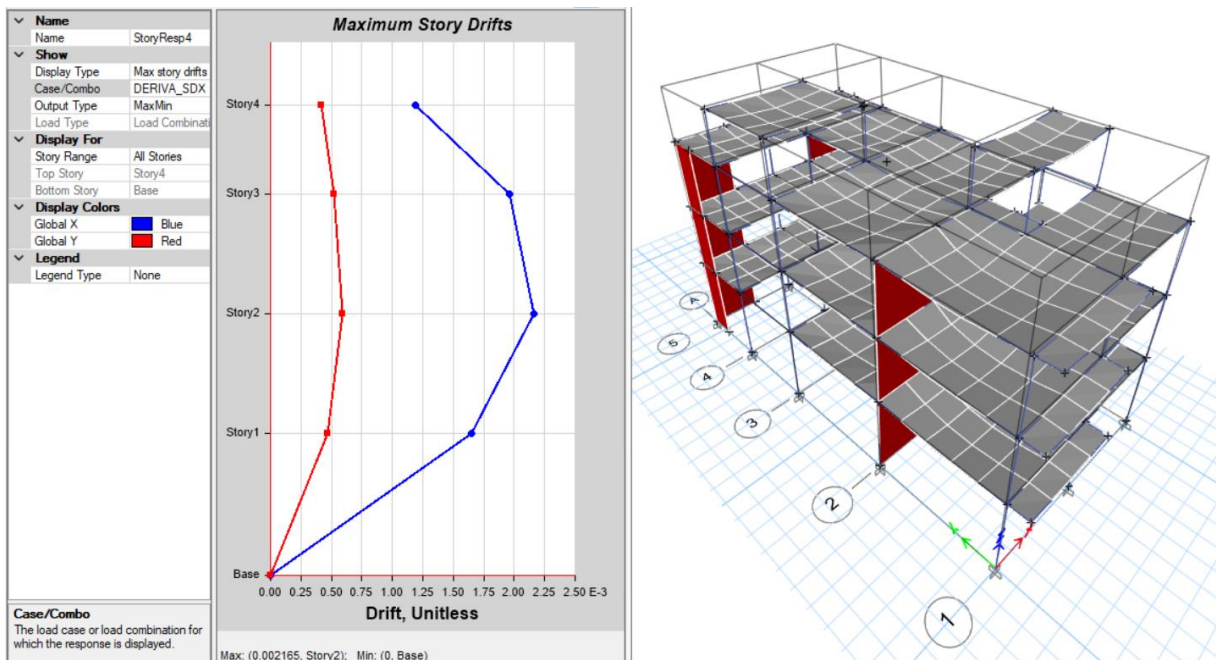 Name
Name StoryResp4
Show
Display Type Max story drifts
Case/Combo DERIVA_SDX
Output Type MaxMin
Load Type Load Combinati
Display For
Story Range All Stories
Top Story Story4
Bottom Story Base
Display Colors
Global X Blue
Global Y Red
Legend
Legend Type None
Case/Combo
The load case or load combination for
which the response is displayed.
Maximum Story Drifts
Story4
Story3
Story2
Story1
Base
0.00 0.25 0.50 0.75 1.00 1.25 1.50 1.75 2.00 2.25 2.50 E-3
Drift, Unitless
Max: (0.002165, Story2); Min: (0, Base)
A
5
4
3
2
1